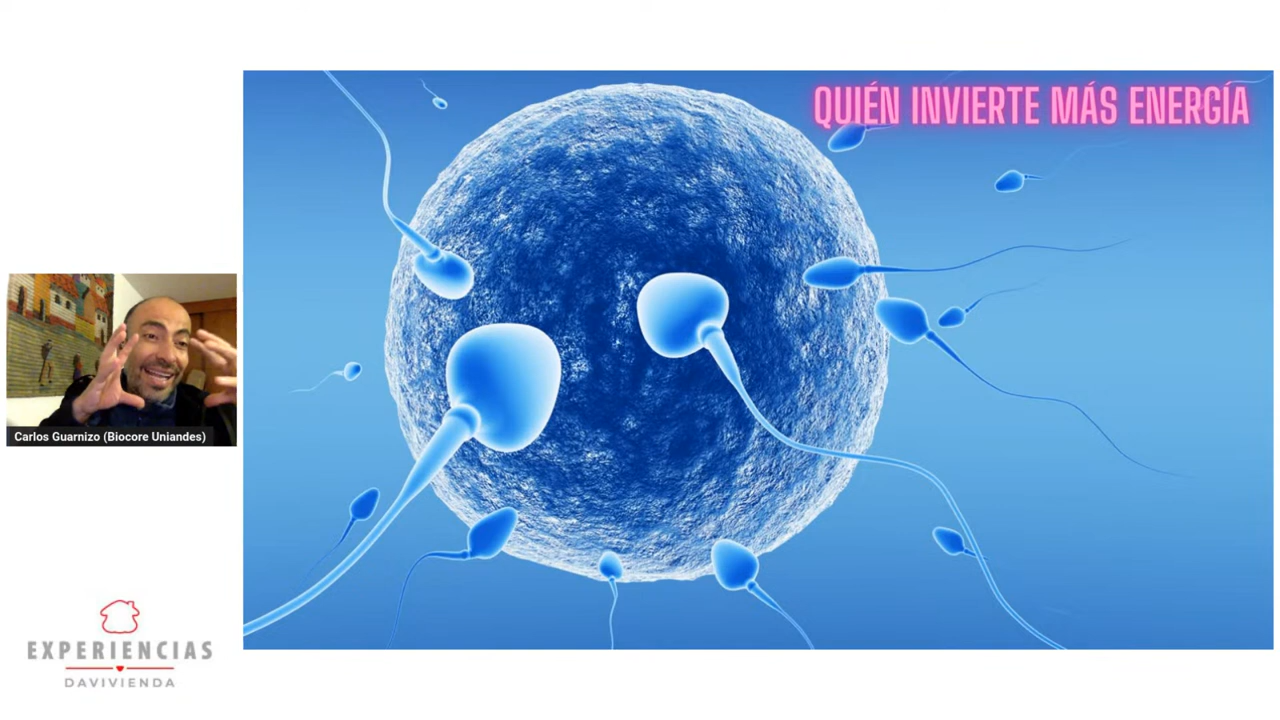 QUIÉN INVIERTE MÁS ENERGÍA
Carlos Guarnizo (Biocore Uniandes)
EXPERIENCIAS
DAVIVIENDA